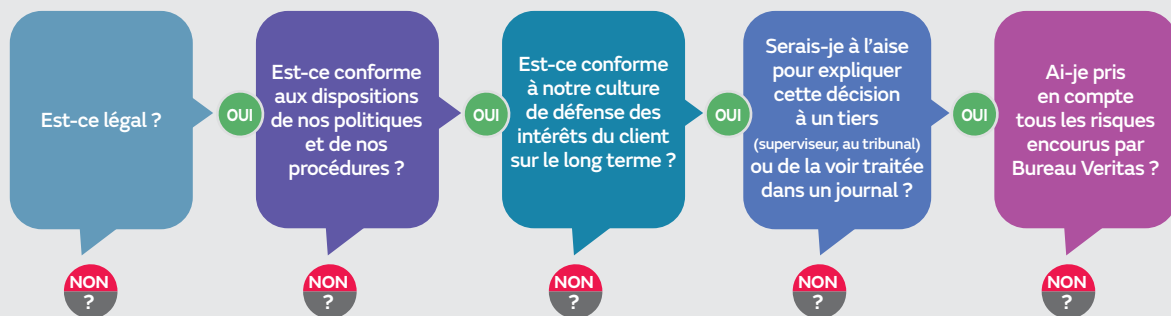 Est-ce légal ?
OUI
Est-ce conforme
aux dispositions
de nos politiques
et de nos
procédures ?
OUI
Est-ce conforme
à notre culture
de défense des
intérêts du client
sur le long terme ?
OUI
Serais-je à l’aise
pour expliquer
cette décision
à un tiers
(superviseur, au tribunal)
ou de la voir traitée
dans un journal ?
OUI
Ai-je pris
en compte
tous les risques
encourus par
Bureau Veritas ?
NON
?
NON
?
NON
?
NON
?
NON
?